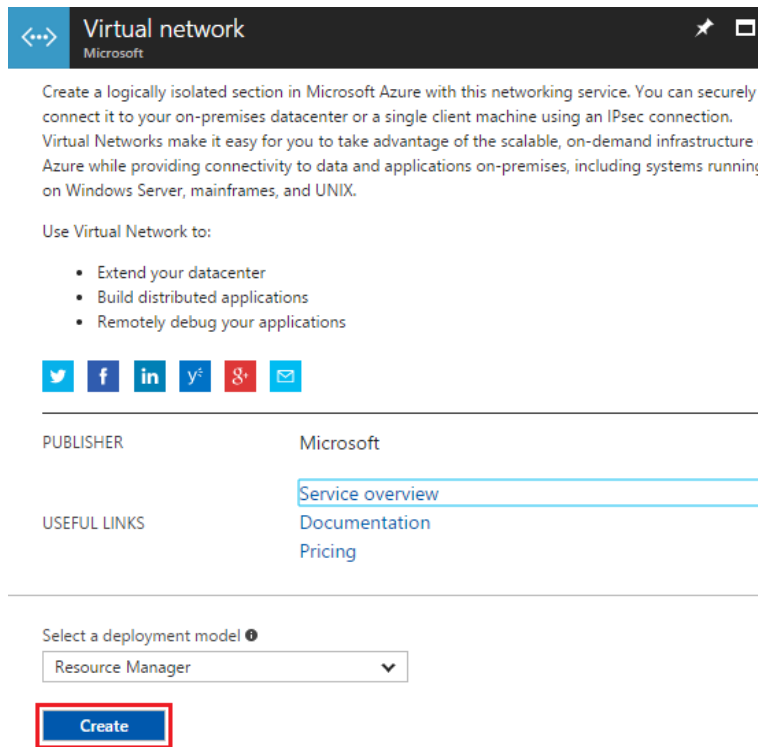 Virtual network
Microsoft
Create a logically isolated section in Microsoft Azure with this networking service. You can securely
connect it to your on-premises datacenter or a single client machine using an IPsec connection.
Virtual Networks make it easy for you to take advantage of the scalable, on-demand infrastructure
Azure while providing connectivity to data and applications on-premises, including systems running
on Windows Server, mainframes, and UNIX.
Use Virtual Network to:
• Extend your datacenter
• Build distributed applications
• Remotely debug your applications
PUBLISHER
Microsoft
Service overview
USEFUL LINKS
Documentation
Pricing
Select a deployment model
Resource Manager
Create